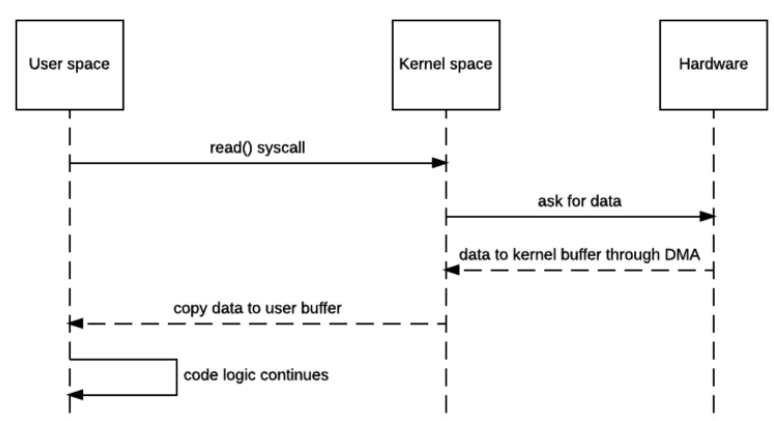 User space
Kernel space
Hardware
read() syscall
ask for data
data to kernel buffer through DMA
copy data to user buffer
code logic continues